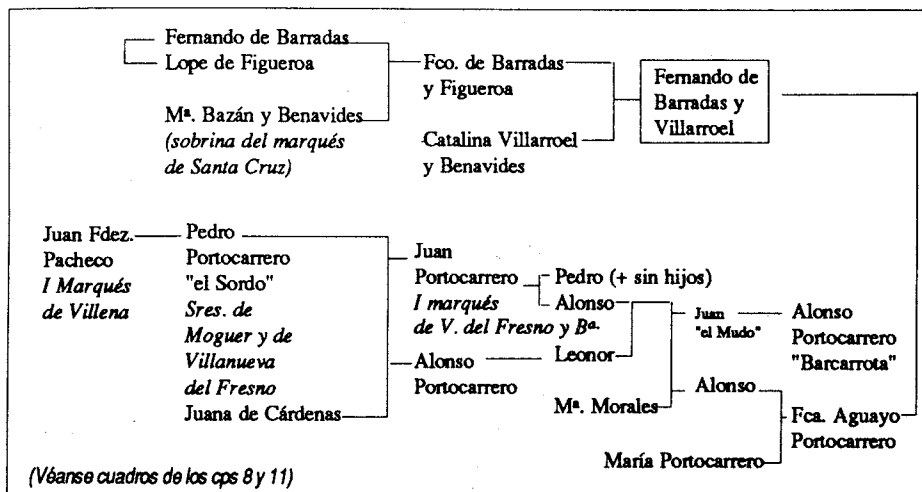 Fernando de Barradas
Lope de Figueroa
Mª. Bazán y Benavides
(sobrina del marqués
de Santa Cruz)
Fco. de Barradas
y Figueroa
Catalina Villarroel
y Benavides
Fernando de
Barradas y
Villarroel
Juan Fdez.
Pacheco
I Marqués
de Villena
Pedro
Portocarrero
"el Sordo"
Sres. de
Moguer y de
Villanueva
del Fresno
Juana de Cárdenas
Juan
Portocarrero
I marqués
de V. del Fresno y Bª.
Alonso
Portocarrero
Pedro (+ sin hijos)
Alonso
Leonor
Mª. Morales
Juan
"el Mudo"
Alonso
Portocarrero
"Barcarrota"
Alonso
María Portocarrero
Fca. Aguayo
Portocarrero
(Véanse cuadros de los cps 8 y 11)